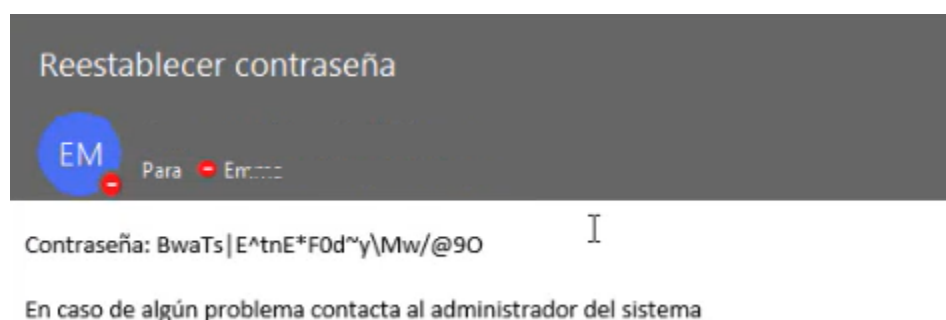 Reestablecer contraseña
EM
Para
Contraseña: BwaTs|E^tnE*F0d~y\Mw/@9O
En caso de algún problema contacta al administrador del sistema